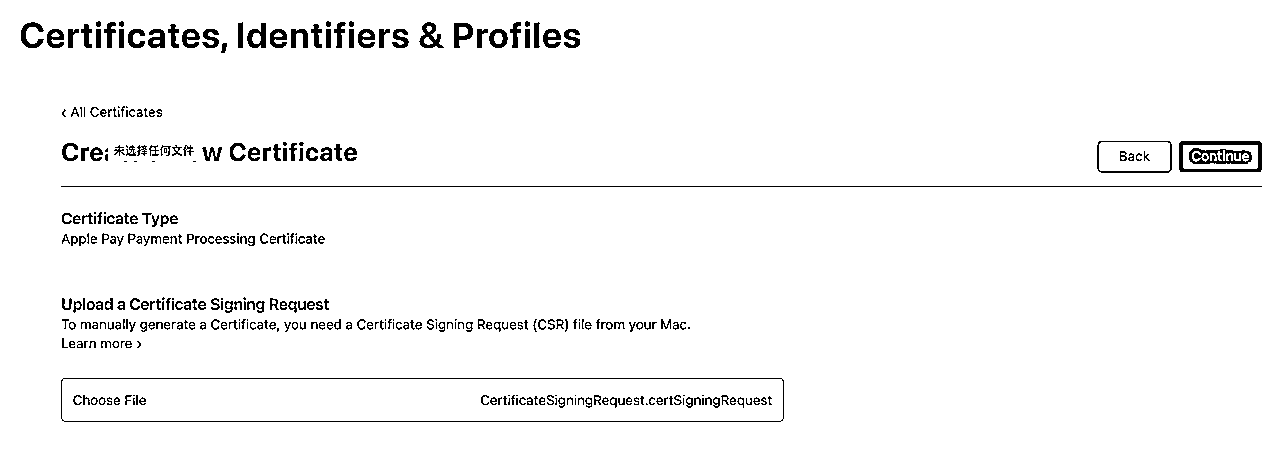 Certificates, Identifiers & Profiles
‹ All Certificates
Crea 未选择任何文件 w Certificate
Back
Continue
Certificate Type
Apple Pay Payment Processing Certificate
Upload a Certificate Signing Request
To manually generate a Certificate, you need a Certificate Signing Request (CSR) file from your Mac.
Learn more ›
Choose File
CertificateSigningRequest.certSigningRequest